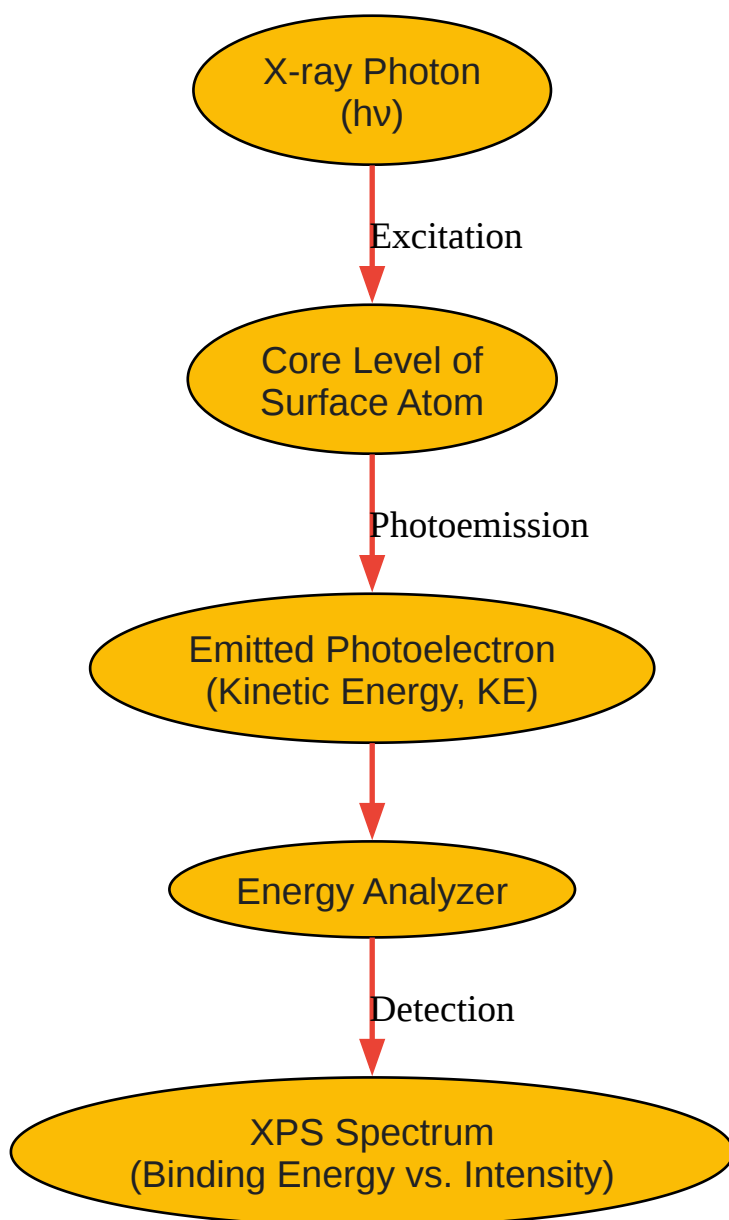 X-ray Photon
(hν)
Excitation
Core Level of
Surface Atom
Photoemission
Emitted Photoelectron
(Kinetic Energy, KE)
Energy Analyzer
Detection
XPS Spectrum
(Binding Energy vs. Intensity)